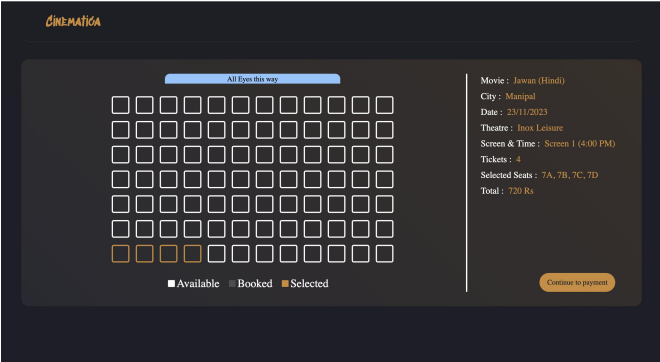 Cinematica
All Eyes this way
Available Booked Selected
Movie : Jawan (Hindi)
City : Manipal
Date : 23/11/2023
Theatre : Inox Leisure
Screen & Time : Screen 1 (4:00 PM)
Tickets : 4
Selected Seats : 7A, 7B, 7C, 7D
Total : 720 Rs
Continue to payment